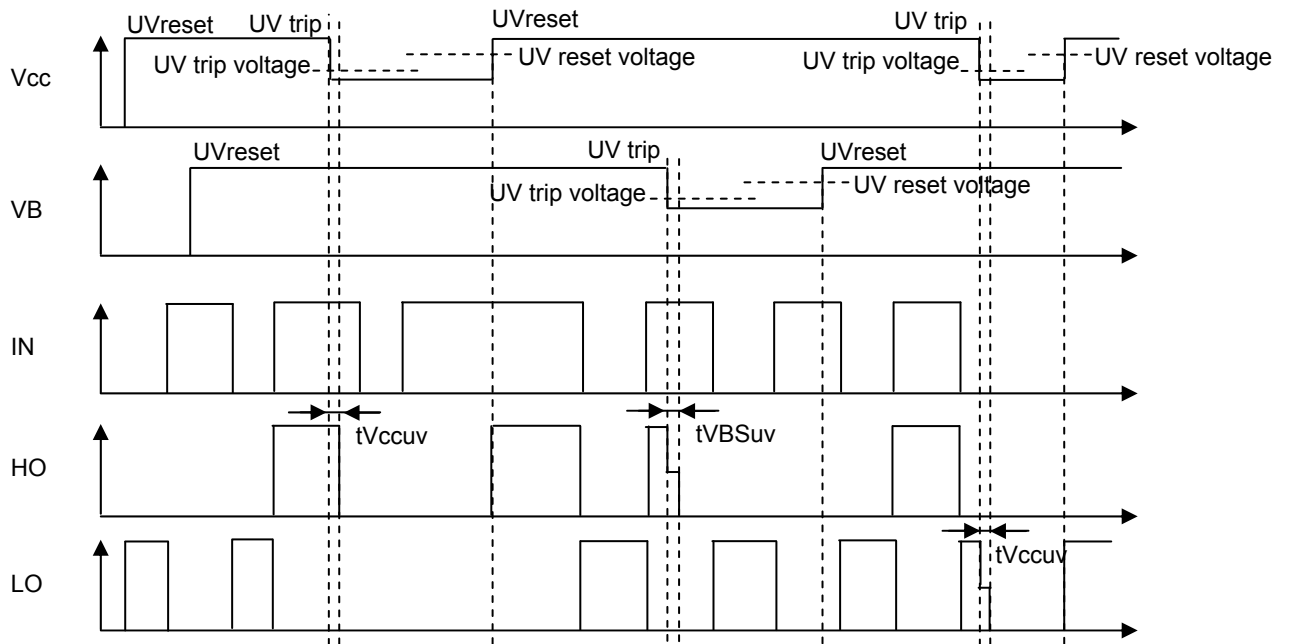 UVreset UV trip UVreset UV trip
UV trip voltage UV reset voltage UV trip voltage UV reset voltage
Vcc
UVreset UV trip UVreset
UV trip voltage UV reset voltage
VB
IN
tVccuv tVBSuv
HO
tVccuv
LO